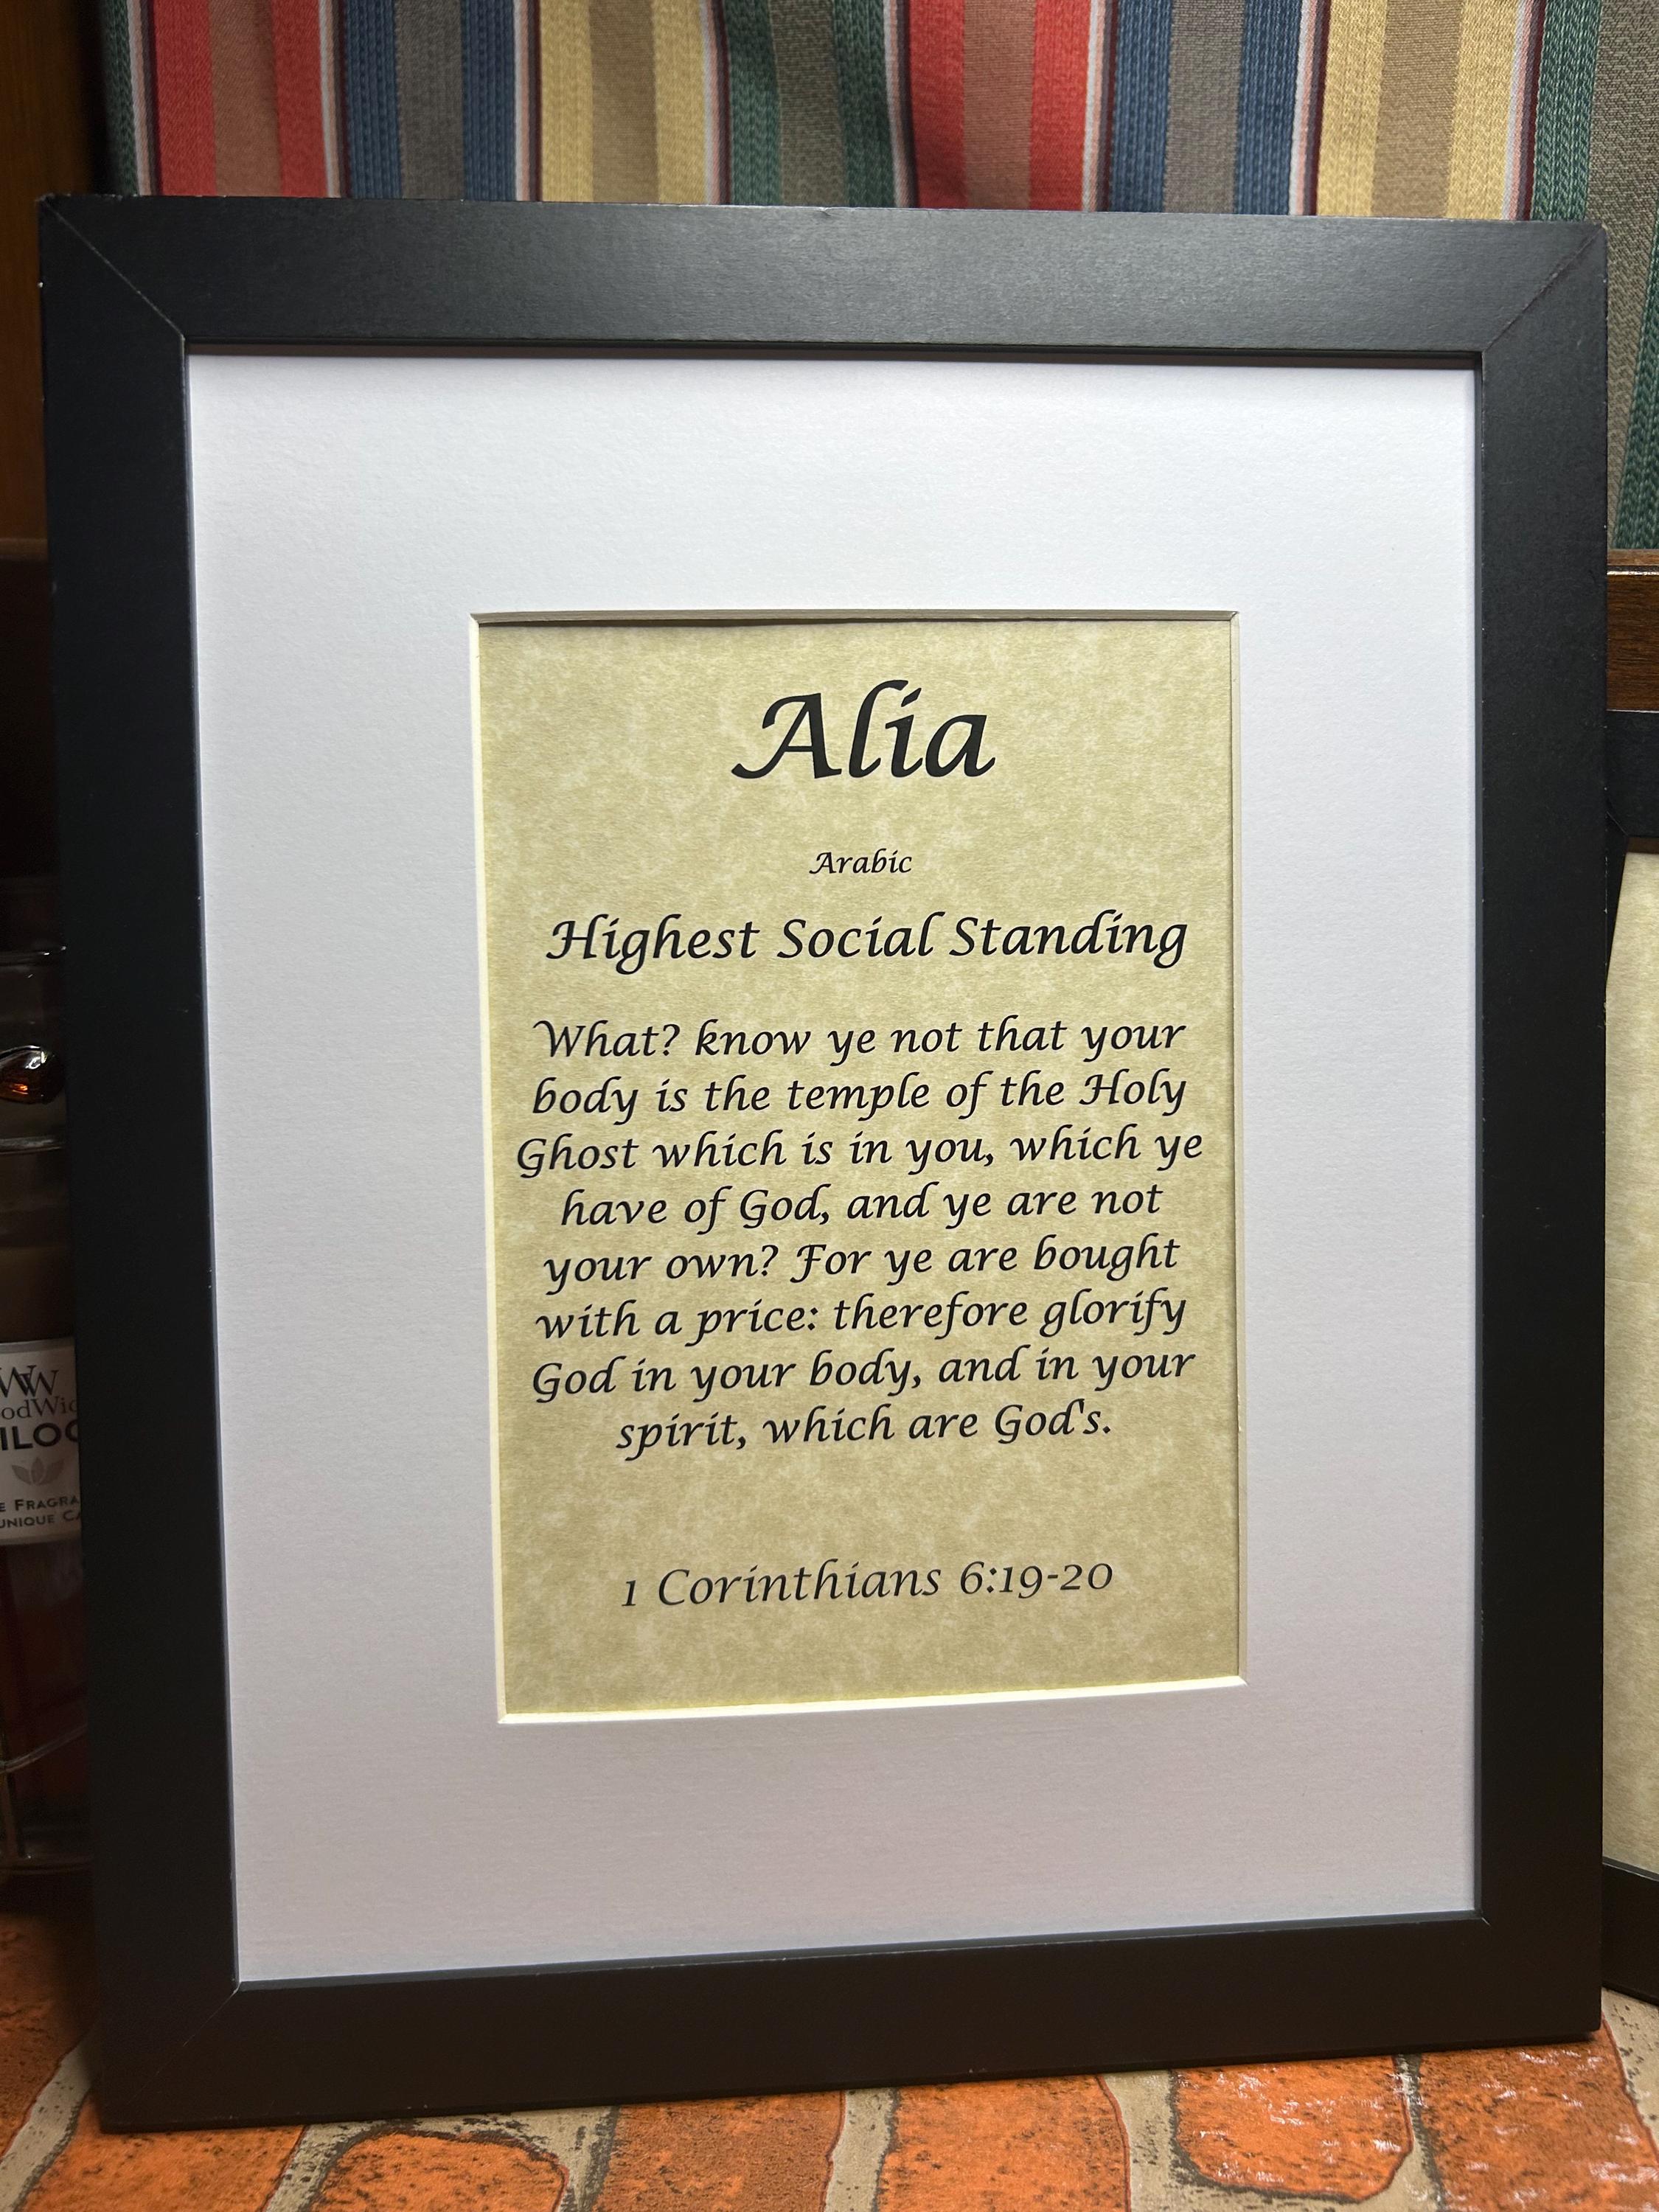 Alia
Arabic
Highest Social Standing
What? know ye not that your
body is the temple of the Holy
Ghost which is in you, which ye
have of God, and ye are not
your own? For ye are bought
with a price: therefore glorify
God in your body, and in your
spirit, which are God's.
1 Corinthians 6:19-20
WW